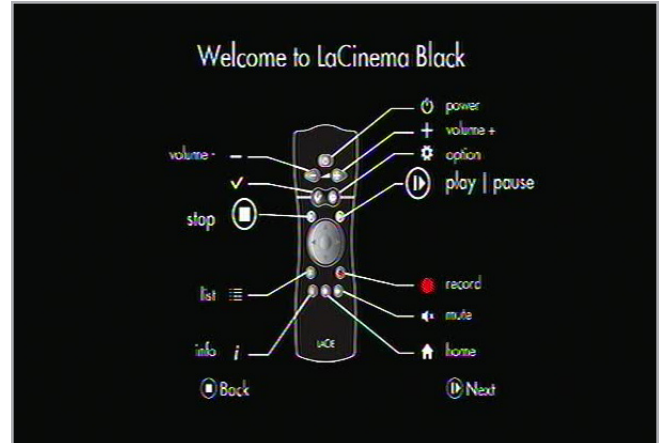 Welcome to LaCinema Black
power
volume +
volume -
option
play | pause
stop
list
record
mute
info
home
LACIE
Back
Next